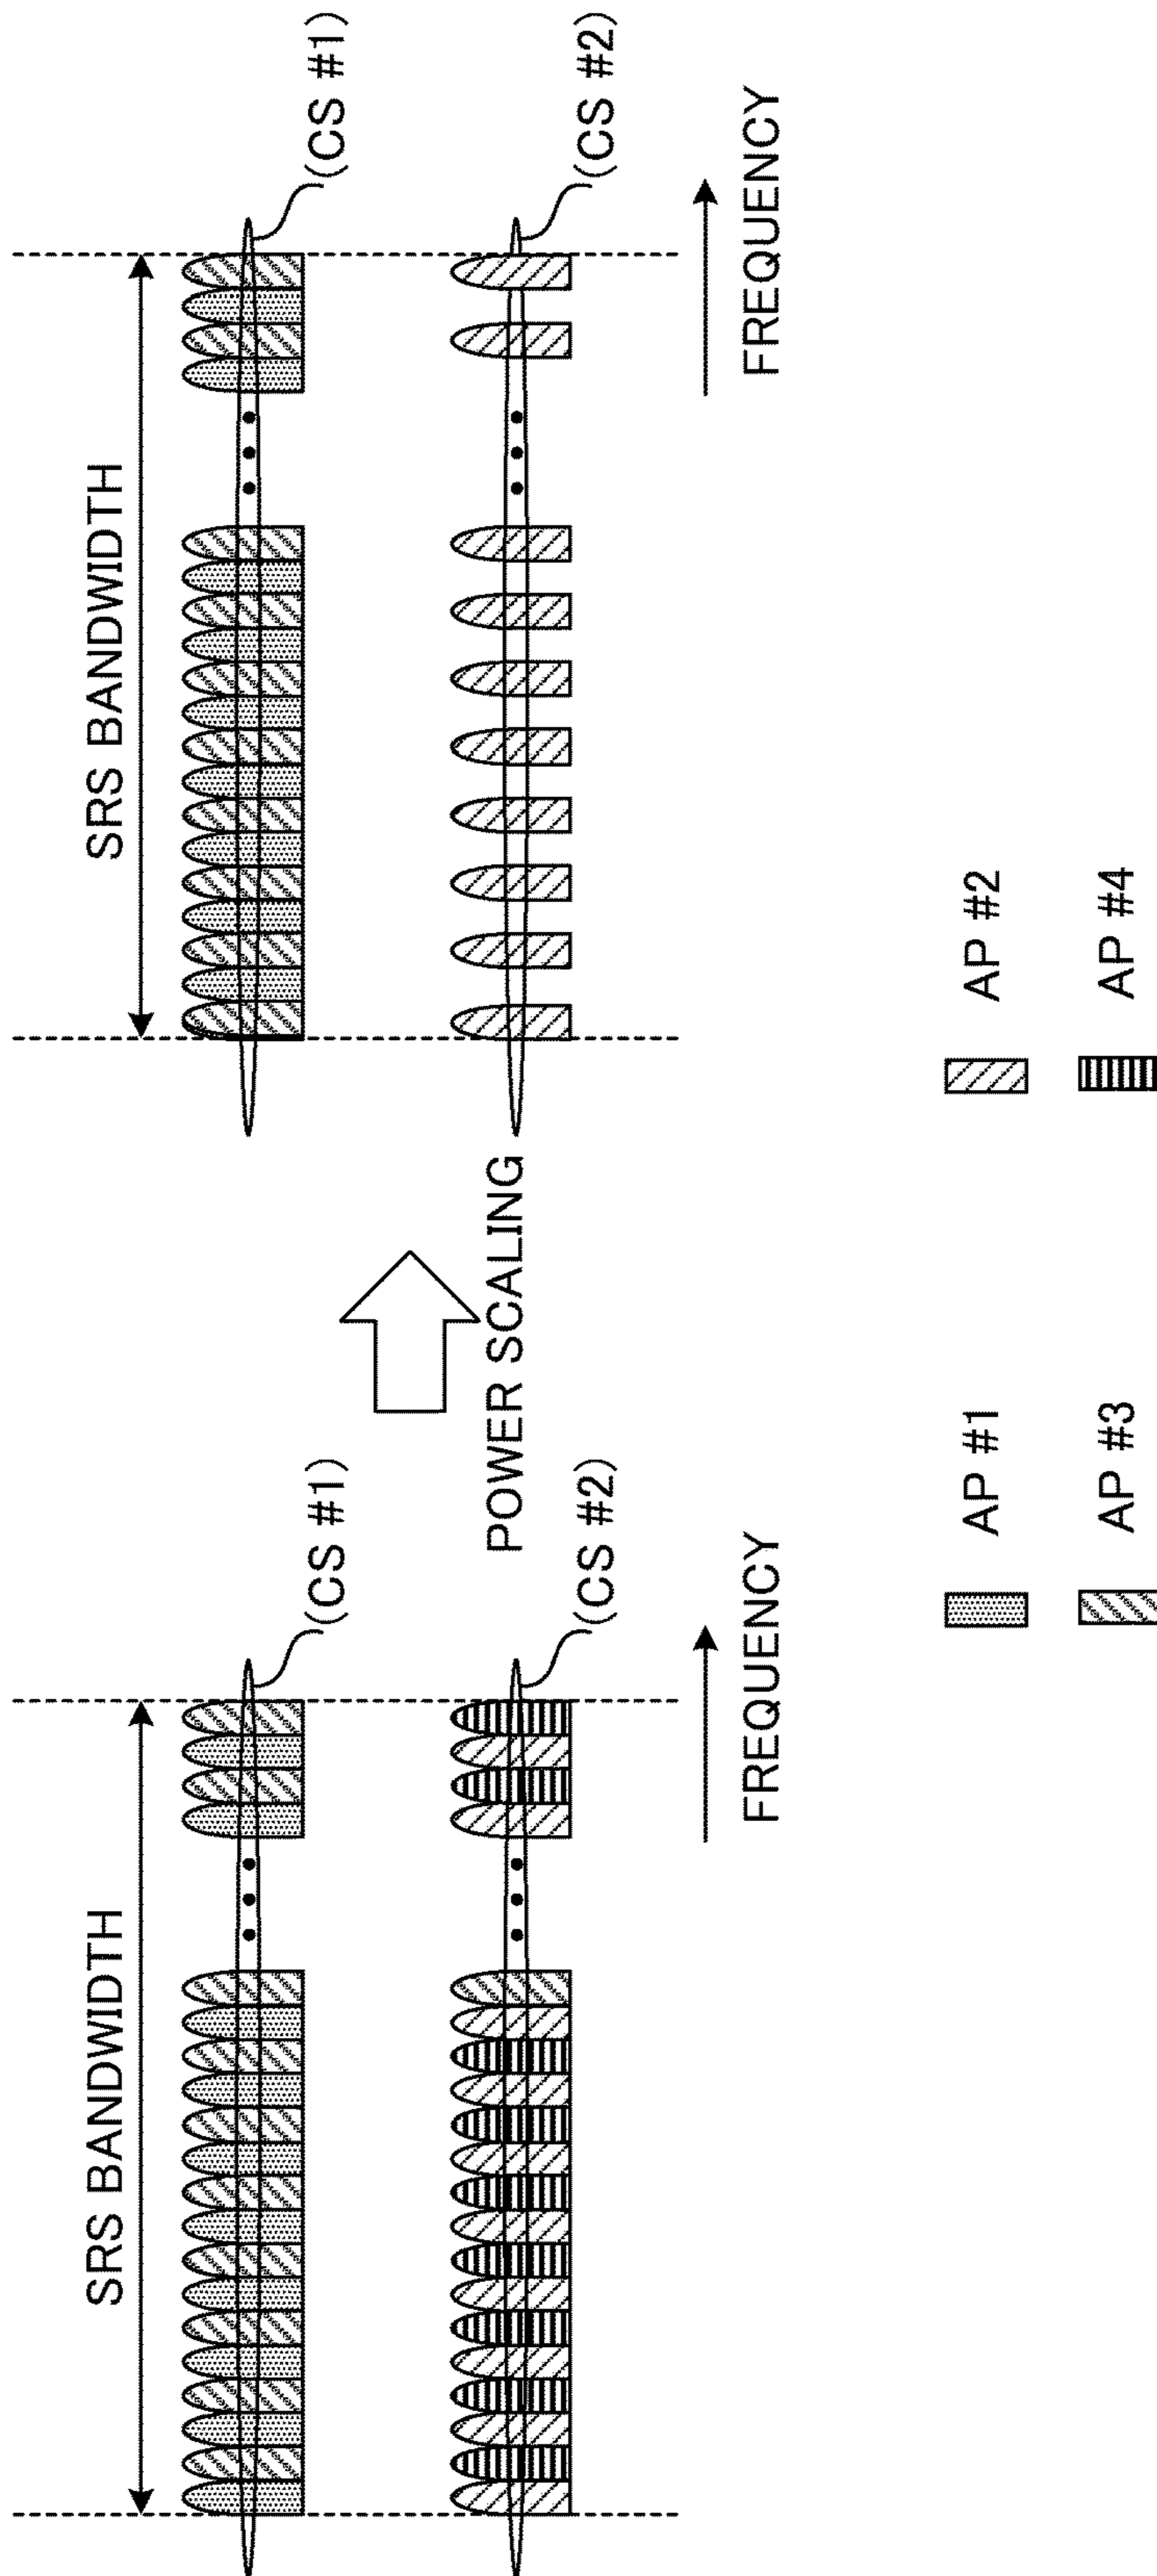 SRS BANDWIDTH
(CS #1)
(CS #2)
FREQUENCY
POWER SCALING
SRS BANDWIDTH
(CS #1)
(CS #2)
FREQUENCY
AP #1
AP #2
AP #3
AP #4